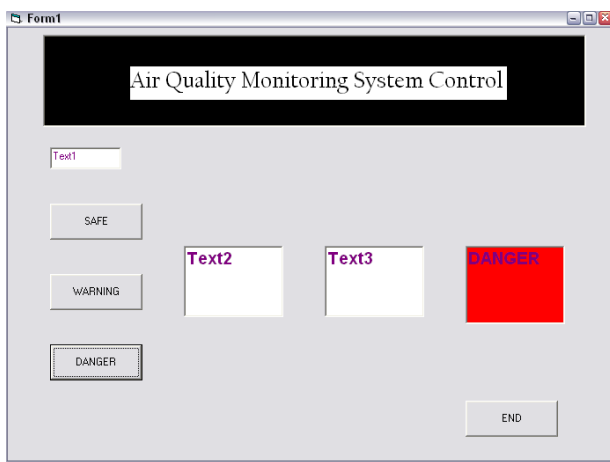 Form1
Air Quality Monitoring System Control
Text1
SAFE
Text2
Text3
DANGER
WARNING
DANGER
END